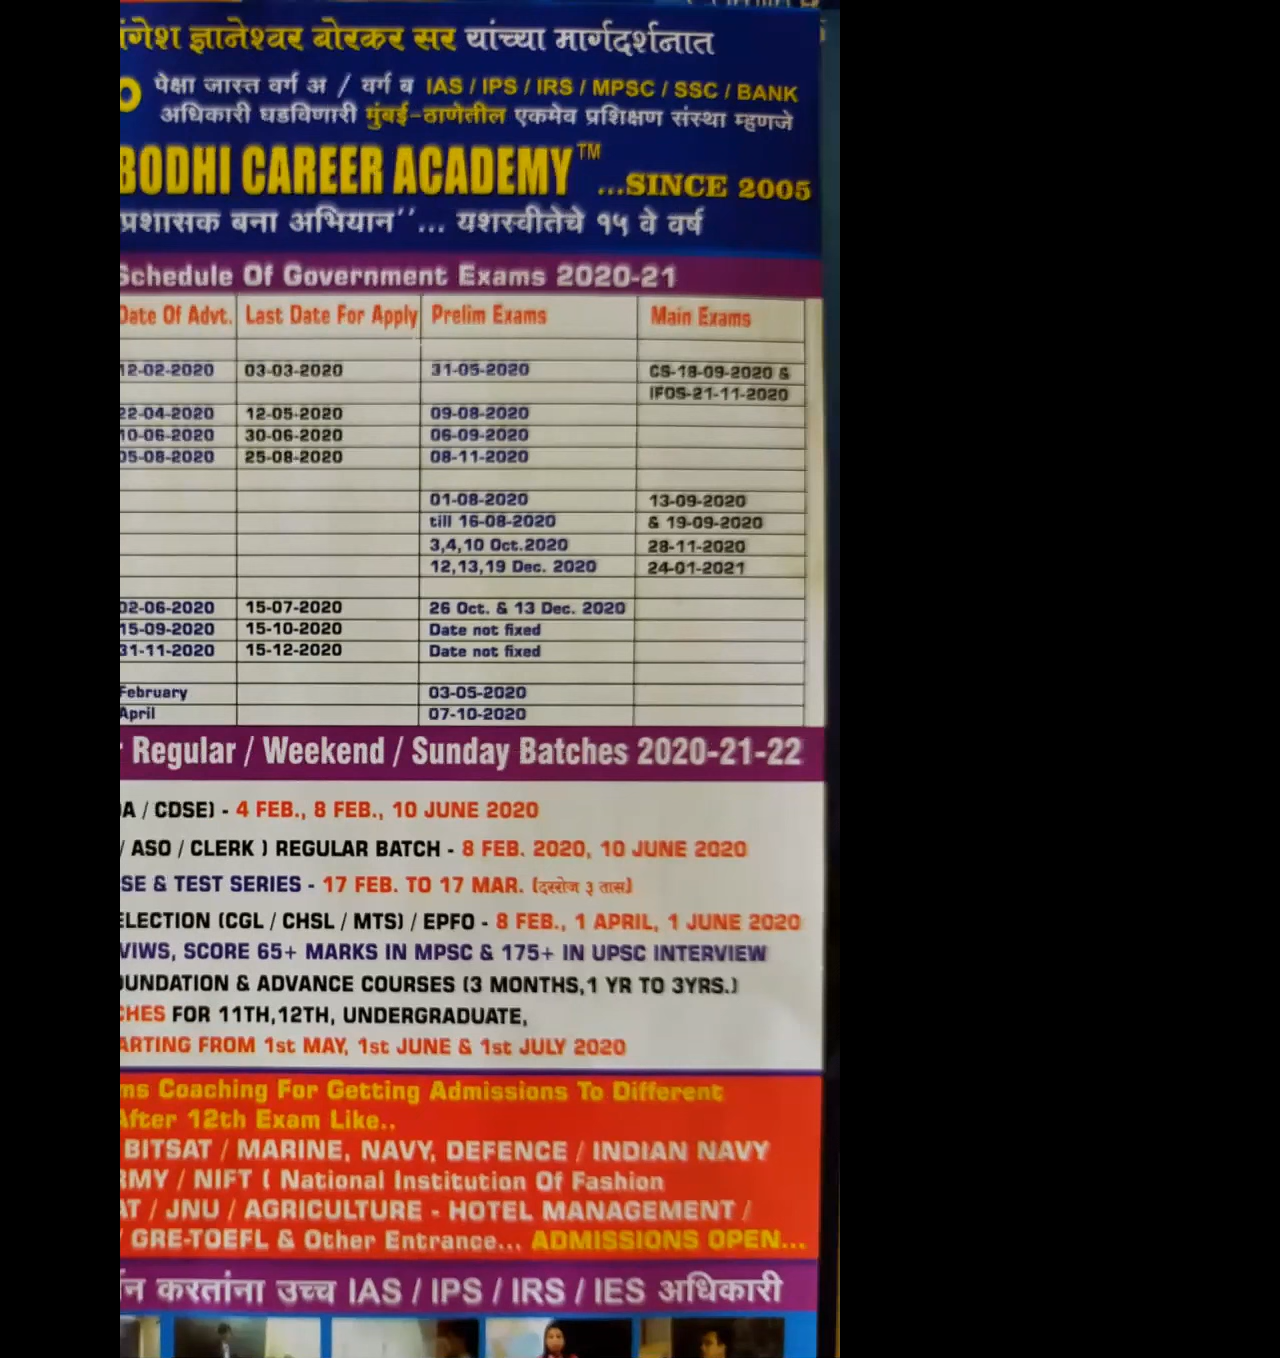 ज्ञानेश्वर बोरकर सर यांच्या मार्गदर्शनात
पेक्षा जास्त वर्ग अ / वर्ग ब IAS / IPS / IRS / MPSC / SSC / BANK
अधिकारी घडविणारी मुंबई-ठाणेतील एकमेव प्रशिक्षण संस्था म्हणजे
BODHI CAREER ACADEMY™ ...SINCE 2005
प्रशासक बना अभियान''... यशस्वीतेचे १५ वे वर्ष
Schedule Of Government Exams 2020-21
Date Of Advt. Last Date For Apply Prelim Exams Main Exams
12-02-2020 03-03-2020 31-05-2020 CS-18-09-2020 &
IFOS-21-11-2020
22-04-2020 12-05-2020 09-08-2020
10-06-2020 30-06-2020 06-09-2020
05-08-2020 25-08-2020 08-11-2020
01-08-2020 13-09-2020
till 16-08-2020 & 19-09-2020
3,4,10 Oct.2020 28-11-2020
12,13,19 Dec. 2020 24-01-2021
02-06-2020 15-07-2020 26 Oct. & 13 Dec. 2020
15-09-2020 15-10-2020 Date not fixed
31-11-2020 15-12-2020 Date not fixed
February 03-05-2020
April 07-10-2020
Regular / Weekend / Sunday Batches 2020-21-22
/ CDSE) - 4 FEB., 8 FEB., 10 JUNE 2020
/ ASO / CLERK ) REGULAR BATCH - 8 FEB. 2020, 10 JUNE 2020
SE & TEST SERIES - 17 FEB. TO 17 MAR. (दररोज ३ तास)
ELECTION (CGL / CHSL / MTS) / EPFO - 8 FEB., 1 APRIL, 1 JUNE 2020
VIWS, SCORE 65+ MARKS IN MPSC & 175+ IN UPSC INTERVIEW
OUNDATION & ADVANCE COURSES (3 MONTHS,1 YR TO 3YRS.)
CHES FOR 11TH,12TH, UNDERGRADUATE,
ARTING FROM 1st MAY, 1st JUNE & 1st JULY 2020
ms Coaching For Getting Admissions To Different
After 12th Exam Like..
BITSAT / MARINE, NAVY, DEFENCE / INDIAN NAVY
RMY / NIFT ( National Institution Of Fashion
AT / JNU / AGRICULTURE - HOTEL MANAGEMENT /
/ GRE-TOEFL & Other Entrance... ADMISSIONS OPEN...
करतांना उच्च IAS / IPS / IRS / IES अधिकारी